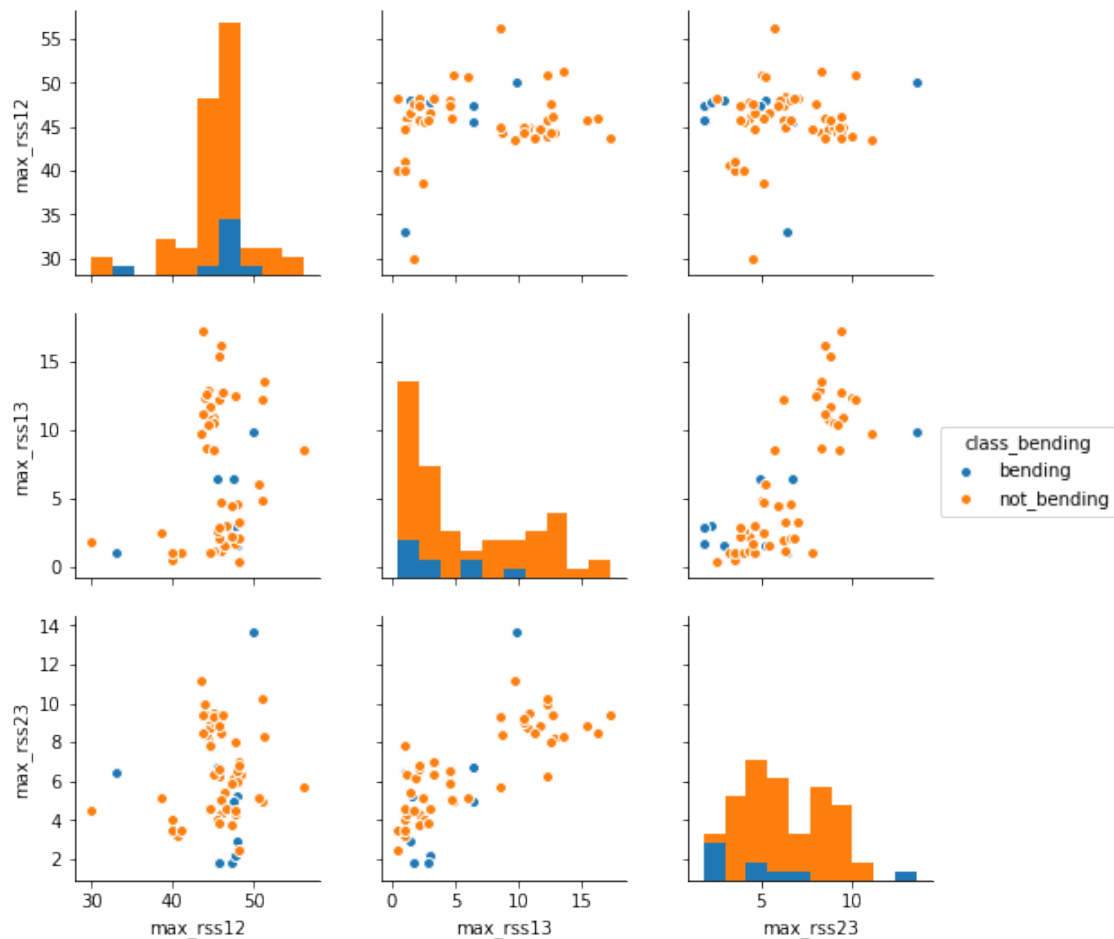 max_rss12
55
50
45
40
35
30
max_rss13
15
10
5
0
class_bending
bending
not_bending
max_rss23
14
12
10
8
6
4
2
30 40 50
0 5 10 15
5 10
max_rss12
max_rss13
max_rss23